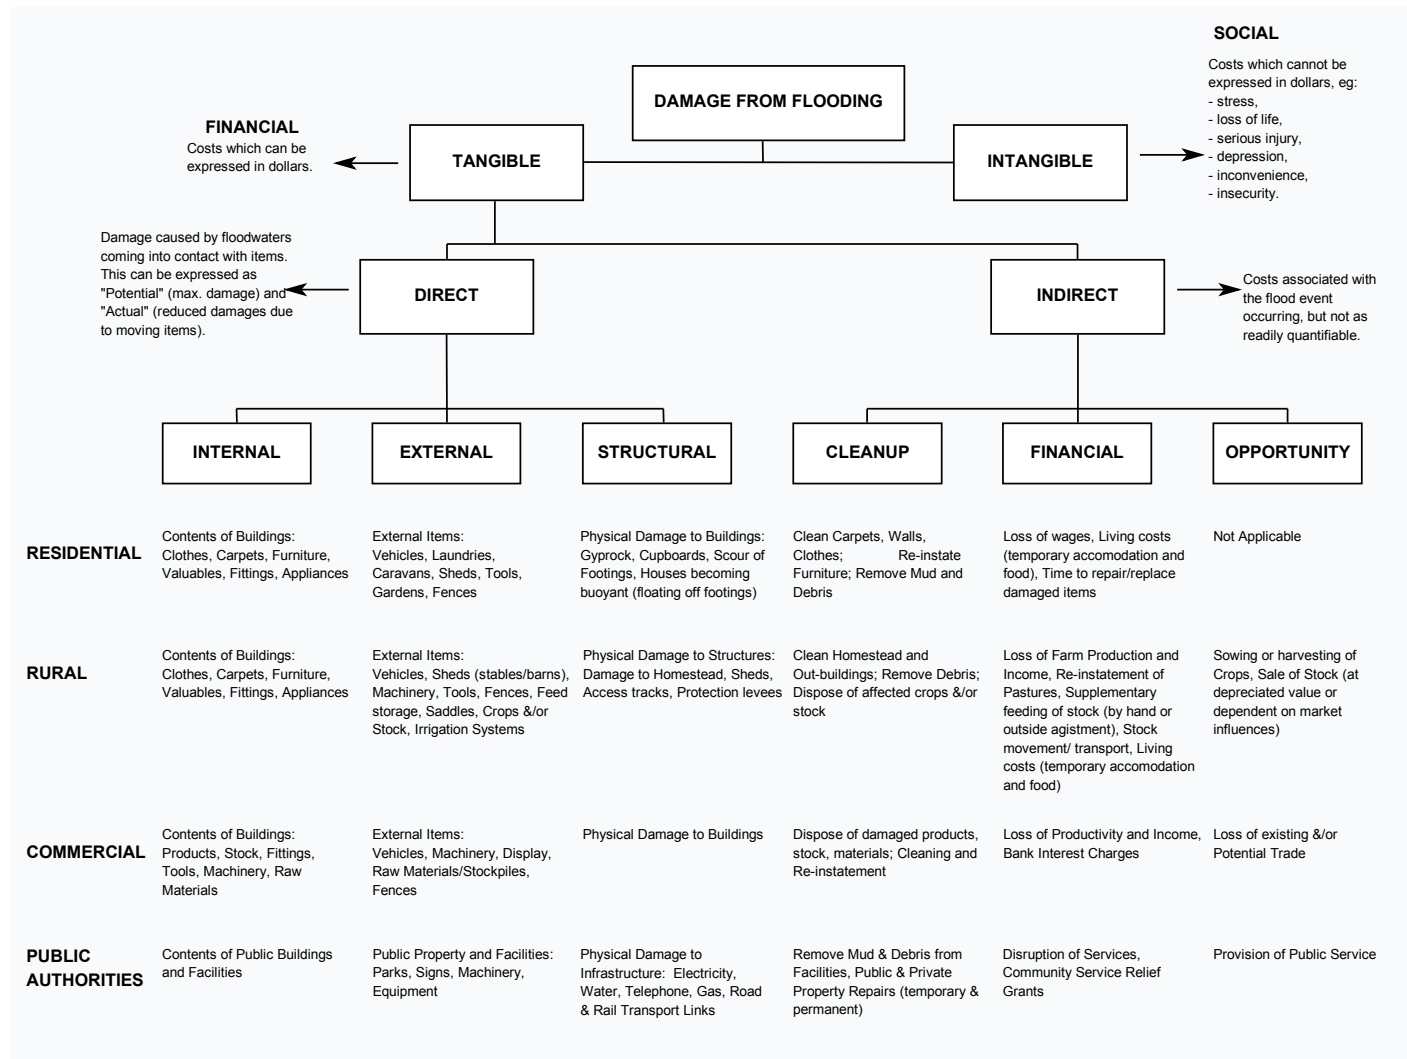 SOCIAL
Costs which cannot be
expressed in dollars, eg:
- stress,
- loss of life,
- serious injury,
- depression,
- inconvenience,
- insecurity.
DAMAGE FROM FLOODING
FINANCIAL
Costs which can be
expressed in dollars.
TANGIBLE
INTANGIBLE
Damage caused by floodwaters
coming into contact with items.
This can be expressed as
"Potential" (max. damage) and
"Actual" (reduced damages due
to moving items).
DIRECT
INDIRECT
Costs associated with
the flood event
occurring, but not as
readily quantifiable.
INTERNAL
EXTERNAL
STRUCTURAL
CLEANUP
FINANCIAL
OPPORTUNITY
RESIDENTIAL
Contents of Buildings:
Clothes, Carpets, Furniture,
Valuables, Fittings, Appliances
External Items:
Vehicles, Laundries,
Caravans, Sheds, Tools,
Gardens, Fences
Physical Damage to Buildings:
Gyprock, Cupboards, Scour of
Footings, Houses becoming
buoyant (floating off footings)
Clean Carpets, Walls,
Clothes; Re-instate
Furniture; Remove Mud and
Debris
Loss of wages, Living costs
(temporary accomodation and
food), Time to repair/replace
damaged items
Not Applicable
RURAL
Contents of Buildings:
Clothes, Carpets, Furniture,
Valuables, Fittings, Appliances
External Items:
Vehicles, Sheds (stables/barns),
Machinery, Tools, Fences, Feed
storage, Saddles, Crops &/or
Stock, Irrigation Systems
Physical Damage to Structures:
Damage to Homestead, Sheds,
Access tracks, Protection levees
Clean Homestead and
Out-buildings; Remove Debris;
Dispose of affected crops &/or
stock
Loss of Farm Production and
Income, Re-instatement of
Pastures, Supplementary
feeding of stock (by hand or
outside agistment), Stock
movement/ transport, Living
costs (temporary accomodation
and food)
Sowing or harvesting of
Crops, Sale of Stock (at
depreciated value or
dependent on market
influences)
COMMERCIAL
Contents of Buildings:
Products, Stock, Fittings,
Tools, Machinery, Raw
Materials
External Items:
Vehicles, Machinery, Display,
Raw Materials/Stockpiles,
Fences
Physical Damage to Buildings
Dispose of damaged products,
stock, materials; Cleaning and
Re-instatement
Loss of Productivity and Income,
Bank Interest Charges
Loss of existing &/or
Potential Trade
PUBLIC
AUTHORITIES
Contents of Public Buildings
and Facilities
Public Property and Facilities:
Parks, Signs, Machinery,
Equipment
Physical Damage to
Infrastructure: Electricity,
Water, Telephone, Gas, Road
& Rail Transport Links
Remove Mud & Debris from
Facilities, Public & Private
Property Repairs (temporary &
permanent)
Disruption of Services,
Community Service Relief
Grants
Provision of Public Service